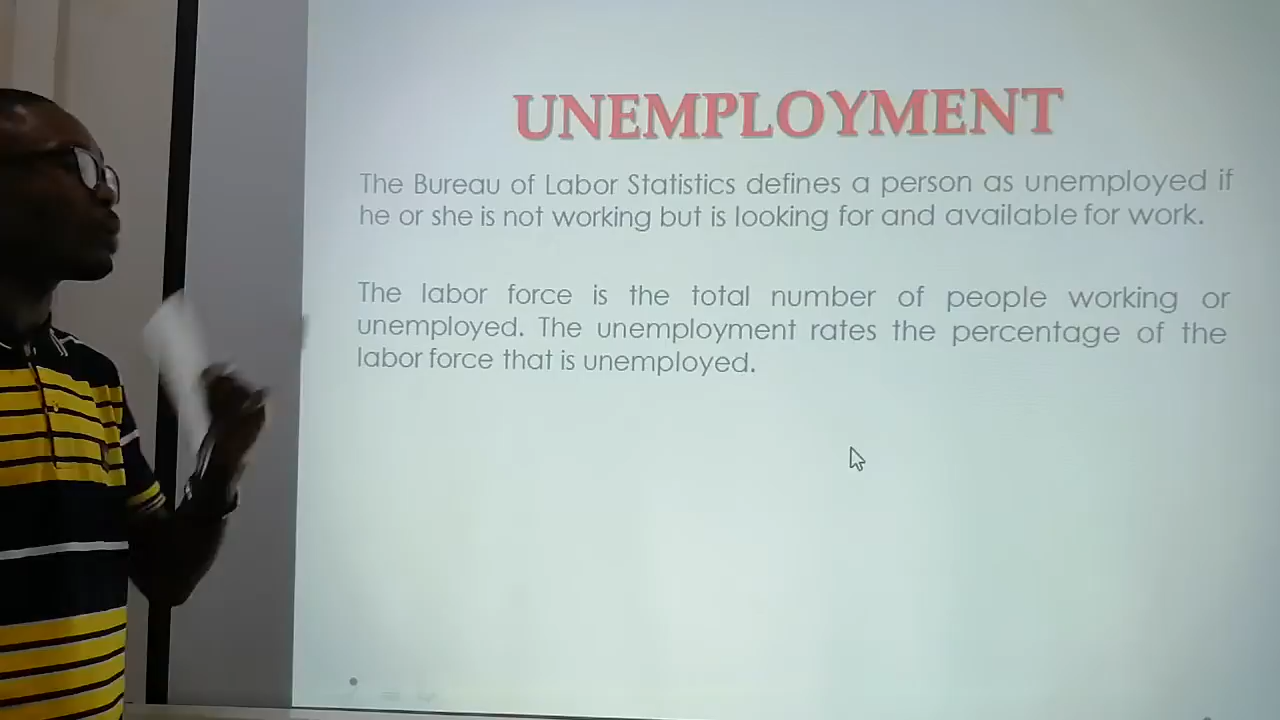 UNEMPLOYMENT
The Bureau of Labor Statistics defines a person as unemployed if
he or she is not working but is looking for and available for work.
The labor force is the total number of people working or
unemployed. The unemployment rates the percentage of the
labor force that is unemployed.